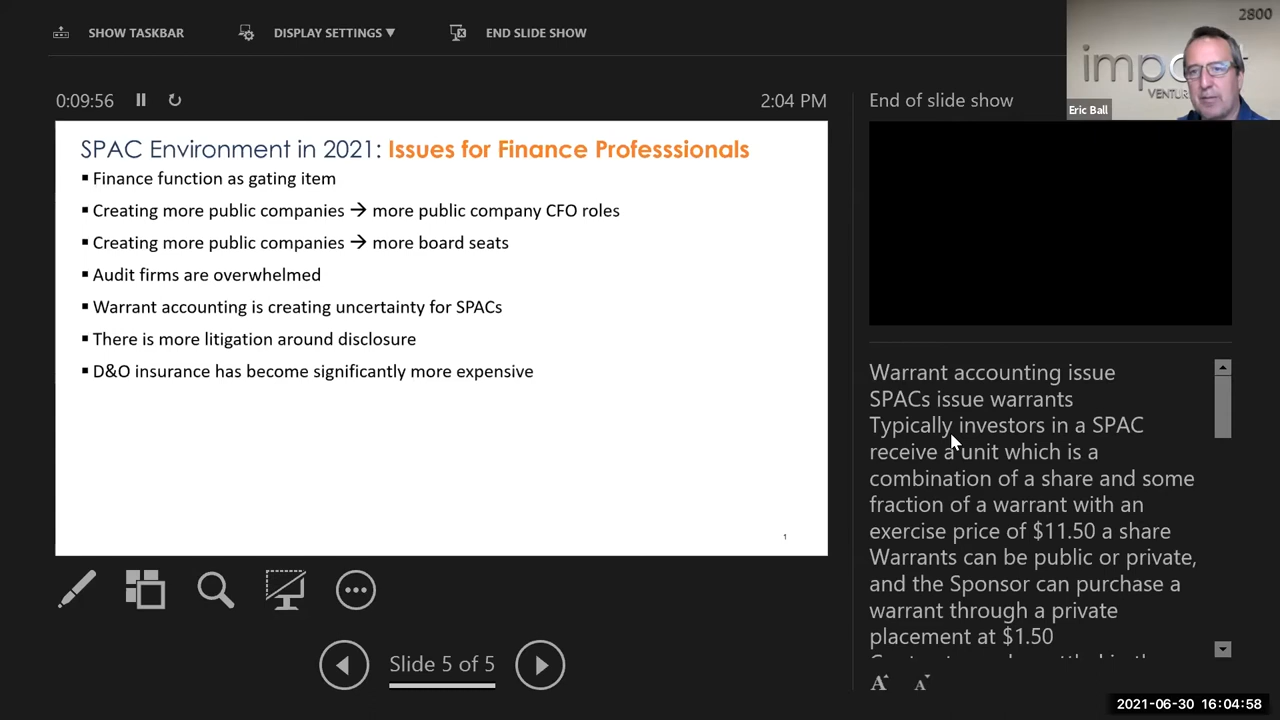 SHOW TASKBAR
DISPLAY SETTINGS ▼
END SLIDE SHOW
2800
VENTUR
Eric Ball
0:09:56
2:04 PM
End of slide show
SPAC Environment in 2021: Issues for Finance Professsionals
▪ Finance function as gating item
▪ Creating more public companies → more public company CFO roles
▪ Creating more public companies → more board seats
▪ Audit firms are overwhelmed
▪ Warrant accounting is creating uncertainty for SPACs
▪ There is more litigation around disclosure
▪ D&O insurance has become significantly more expensive
1
Warrant accounting issue
SPACs issue warrants
Typically investors in a SPAC
receive a unit which is a
combination of a share and some
fraction of a warrant with an
exercise price of $11.50 a share
Warrants can be public or private,
and the Sponsor can purchase a
warrant through a private
placement at $1.50
Slide 5 of 5
A A
2021-06-30 16:04:58